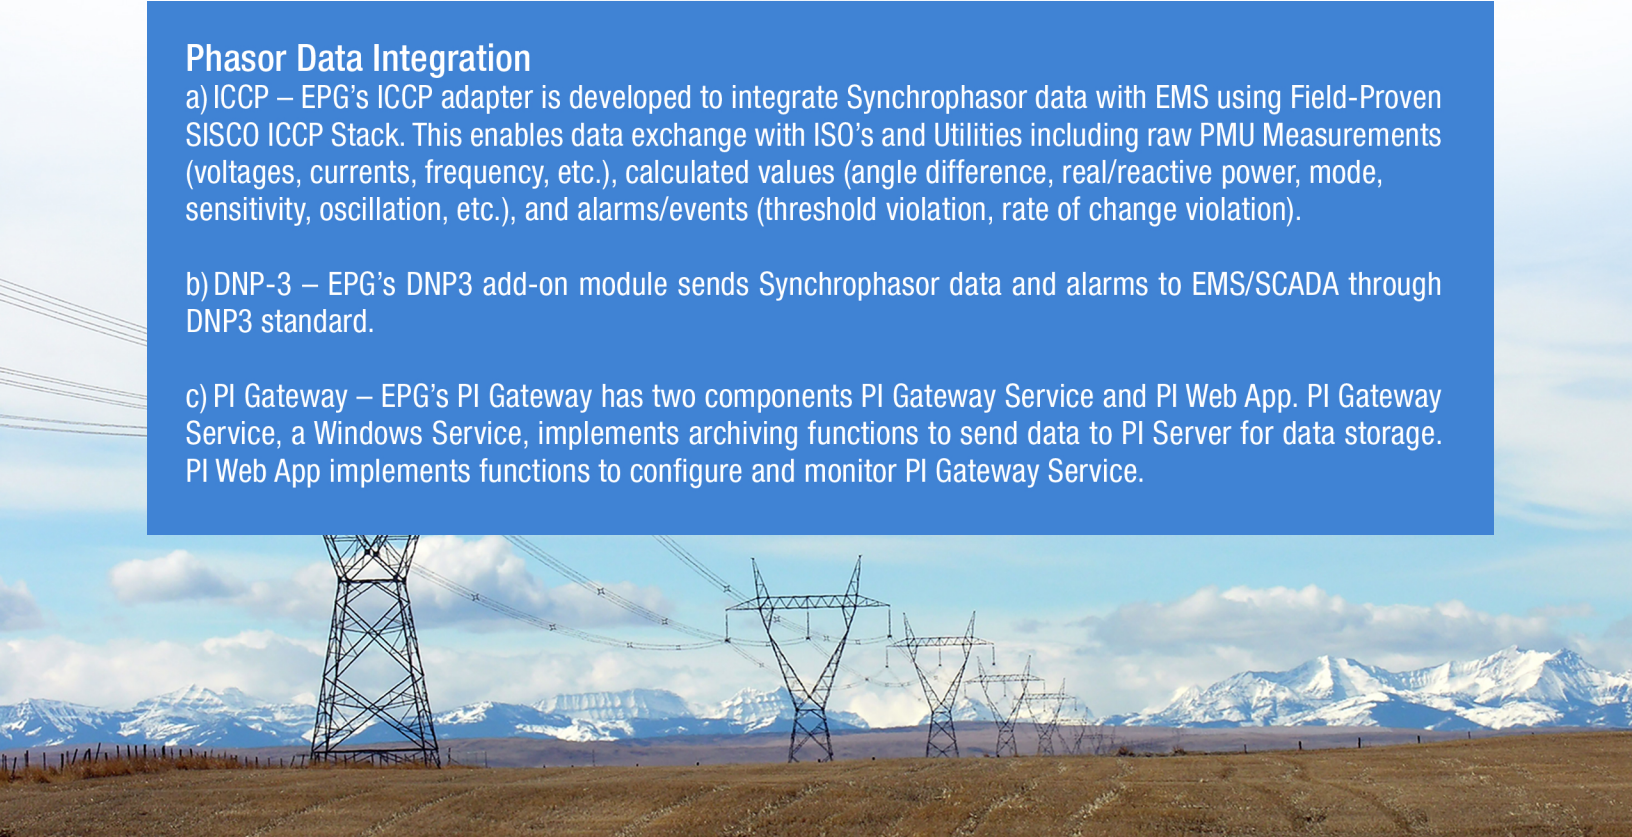 Phasor Data Integration
a) ICCP – EPG’s ICCP adapter is developed to integrate Synchrophasor data with EMS using Field-Proven
SISCO ICCP Stack. This enables data exchange with ISO’s and Utilities including raw PMU Measurements
(voltages, currents, frequency, etc.), calculated values (angle difference, real/reactive power, mode,
sensitivity, oscillation, etc.), and alarms/events (threshold violation, rate of change violation).
b) DNP-3 – EPG’s DNP3 add-on module sends Synchrophasor data and alarms to EMS/SCADA through
DNP3 standard.
c) PI Gateway – EPG’s PI Gateway has two components PI Gateway Service and PI Web App. PI Gateway
Service, a Windows Service, implements archiving functions to send data to PI Server for data storage.
PI Web App implements functions to configure and monitor PI Gateway Service.